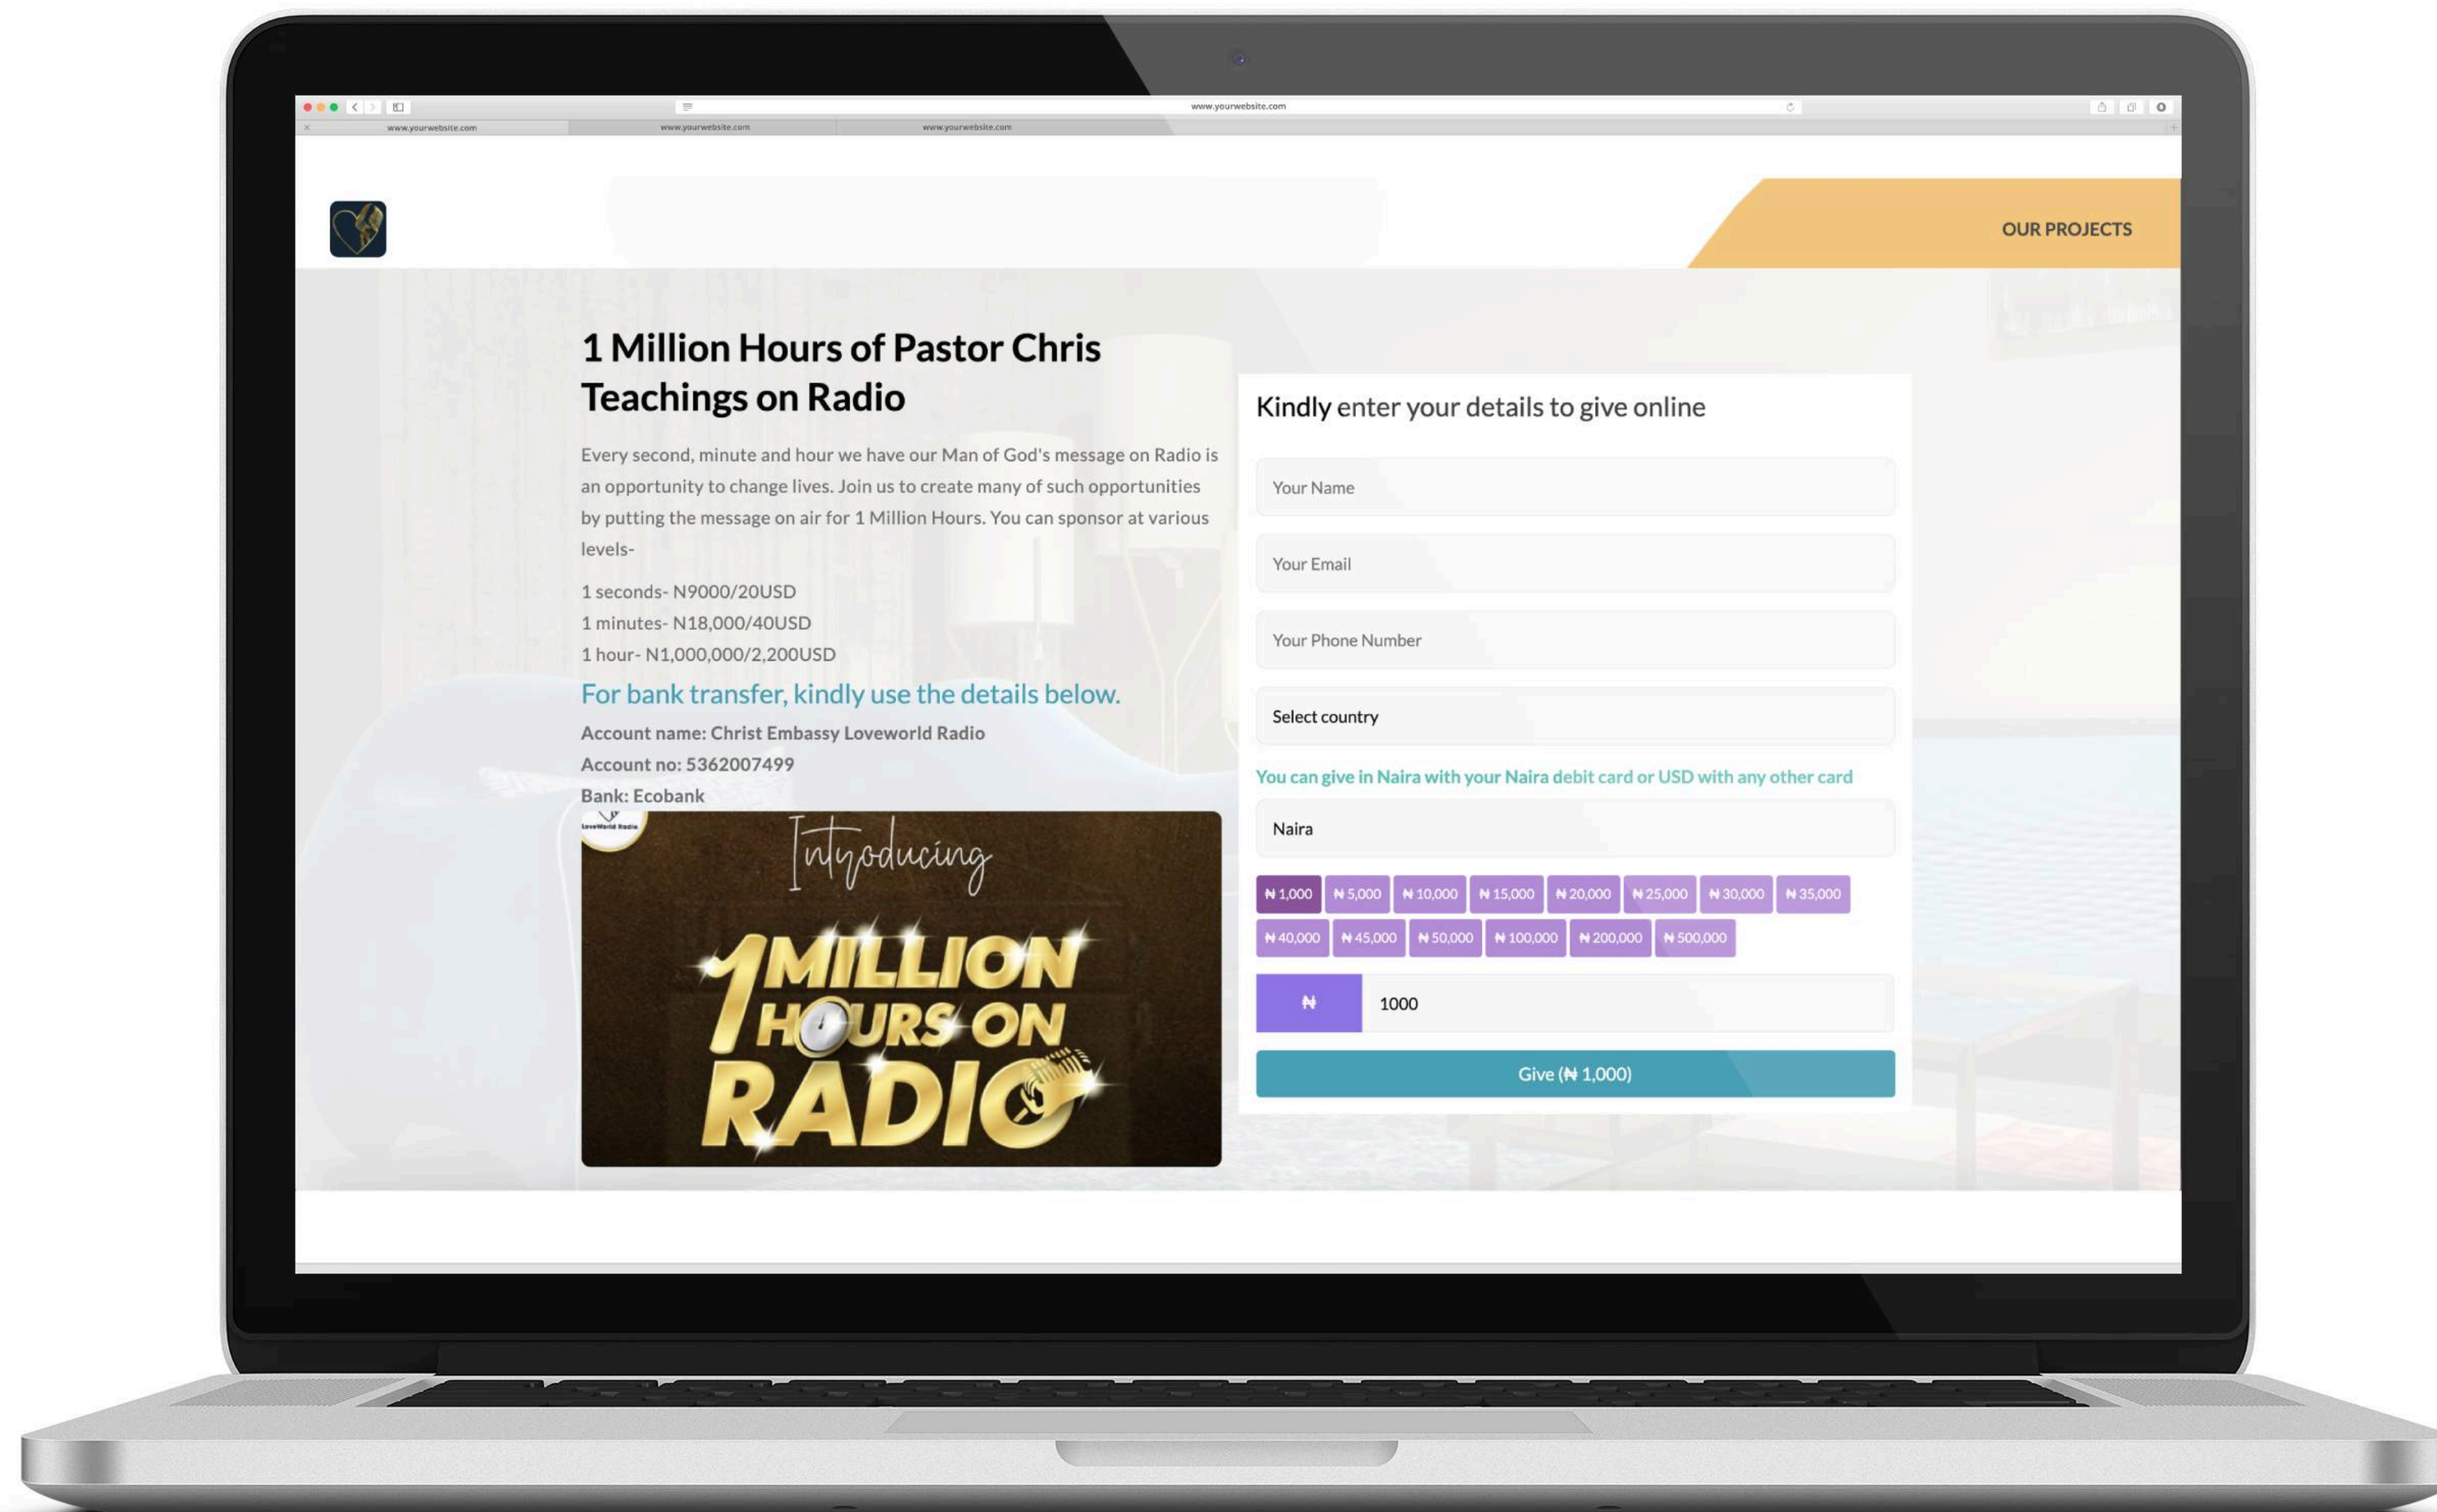 www.yourwebsite.com
www.yourwebsite.com
www.yourwebsite.com
www.yourwebsite.com
OUR PROJECTS
1 Million Hours of Pastor Chris
Teachings on Radio
Every second, minute and hour we have our Man of God's message on Radio is
an opportunity to change lives. Join us to create many of such opportunities
by putting the message on air for 1 Million Hours. You can sponsor at various
levels-
1 seconds- N9000/20USD
1 minutes- N18,000/40USD
1 hour- N1,000,000/2,200USD
For bank transfer, kindly use the details below.
Account name: Christ Embassy Loveworld Radio
Account no: 5362007499
Bank: Ecobank
LoveWorld Radio
Introducing
1 MILLION
HOURS ON
RADIO
Kindly enter your details to give online
Your Name
Your Email
Your Phone Number
Select country
You can give in Naira with your Naira debit card or USD with any other card
Naira
₦ 1,000 ₦ 5,000 ₦ 10,000 ₦ 15,000 ₦ 20,000 ₦ 25,000 ₦ 30,000 ₦ 35,000
₦ 40,000 ₦ 45,000 ₦ 50,000 ₦ 100,000 ₦ 200,000 ₦ 500,000
₦ 1000
Give (₦ 1,000)